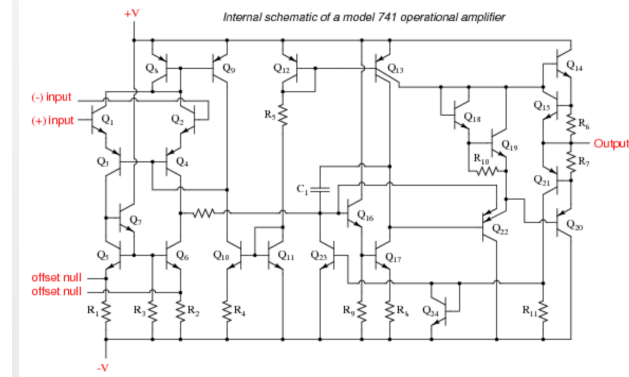 +V
Internal schematic of a model 741 operational amplifier
Q8
Q9
Q12
Q13
Q14
(-) input
(+) input
Q1
Q2
R5
Q18
Q15
R6
Q19
Output
Q3
Q4
R10
R7
C1
Q21
Q7
Q16
Q22
Q20
Q5
Q6
Q10
Q11
Q23
Q17
offset null
offset null
R1
R3
R2
R4
R9
R8
Q24
R11
-V